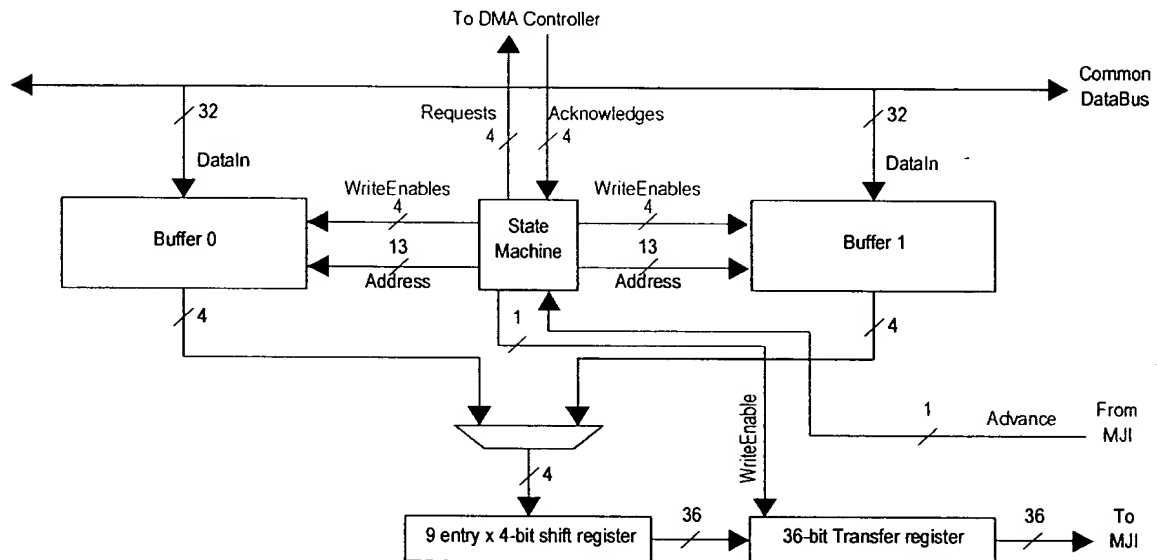 To DMA Controller
Common
DataBus
32
Requests
4
Acknowledges
4
32
DataIn
DataIn
WriteEnables
4
WriteEnables
4
State
Machine
Buffer 0
Buffer 1
13
Address
13
Address
4
1
4
1
Advance
From
MJI
WriteEnable
4
9 entry x 4-bit shift register
36
36-bit Transfer register
36
To
MJI